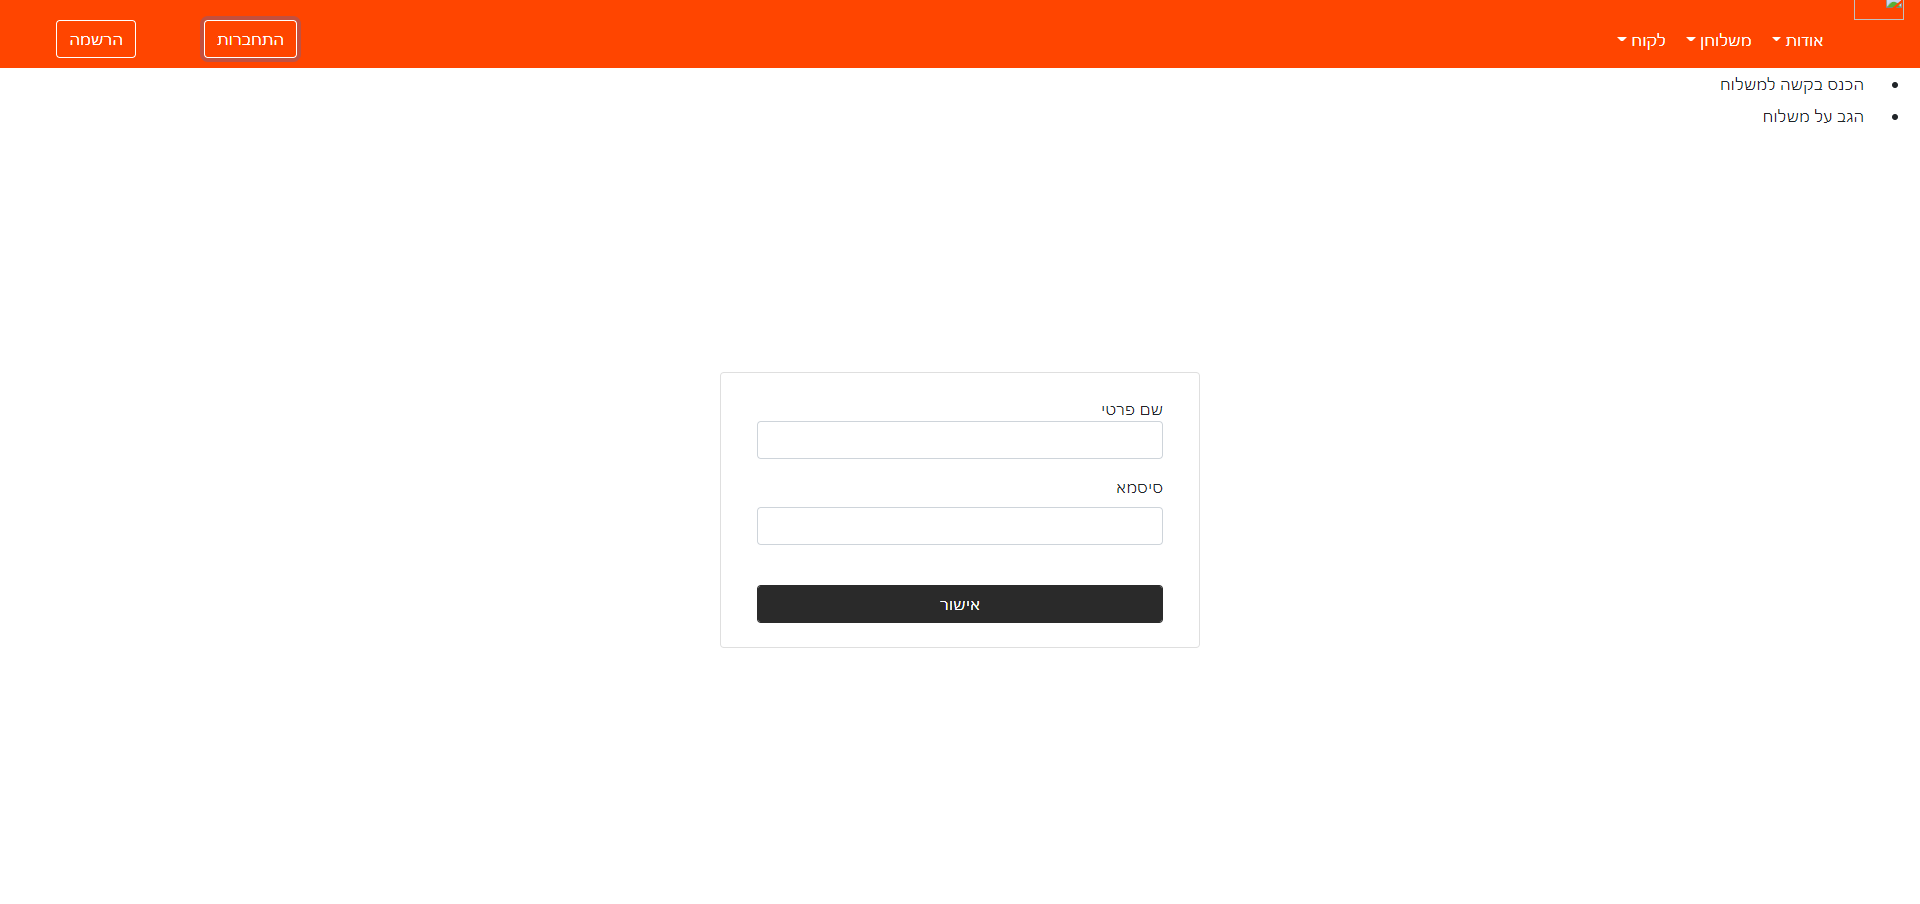 אודות
משלוחן
לקוח
התחברות
הרשמה
הכנס בקשה למשלוח
הגב על משלוח
שם פרטי
סיסמא
אישור